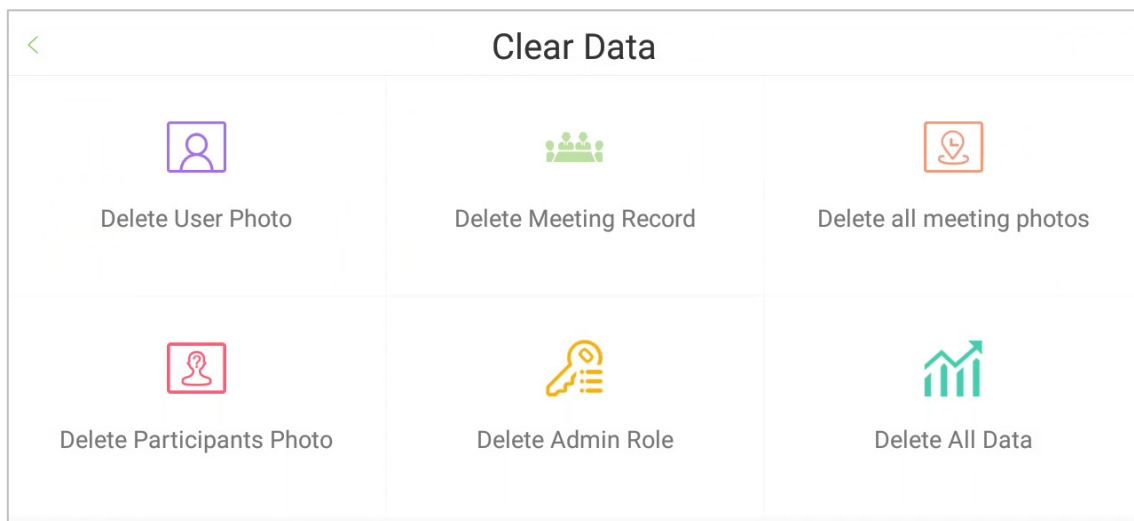 Clear Data
Delete User Photo
Delete Meeting Record
Delete all meeting photos
Delete Participants Photo
Delete Admin Role
Delete All Data